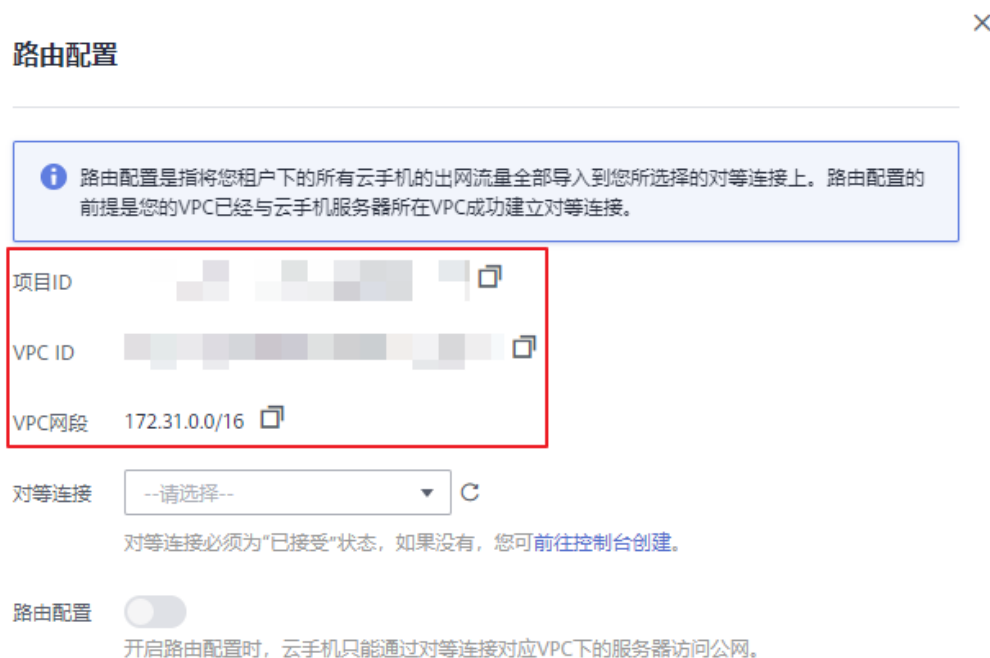 路由配置
路由配置是指将您租户下的所有云手机的出网流量全部导入到您所选择的对等连接上。路由配置的
前提是您的VPC已经与云手机服务器所在VPC成功建立对等连接。
项目ID
VPC ID
VPC网段 172.31.0.0/16
对等连接 --请选择--
对等连接必须为“已接受”状态，如果没有，您可前往控制台创建。
路由配置
开启路由配置时，云手机只能通过对等连接对应VPC下的服务器访问公网。